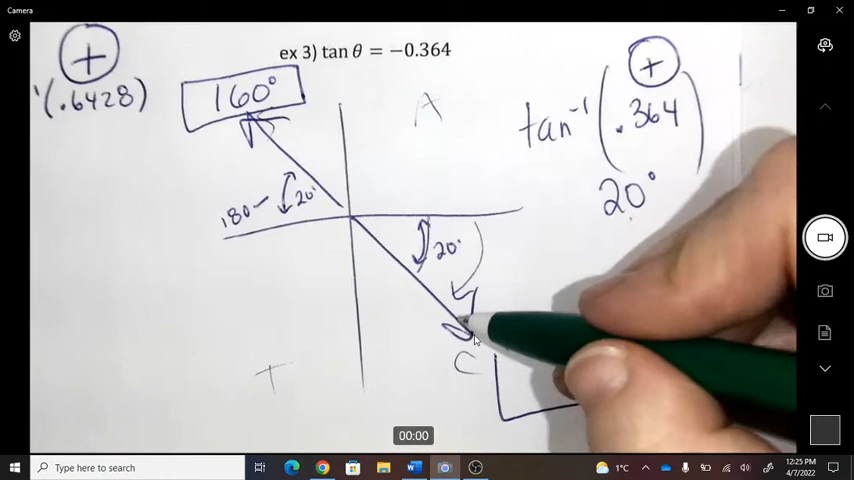 Camera
ex 3) tan θ = −0.364
+
'(.6428)
160°
A
+
tan⁻¹(.364)
20°
180− 20°
20°
T
C
00:00
Type here to search
1°C
12:25 PM
4/7/2022